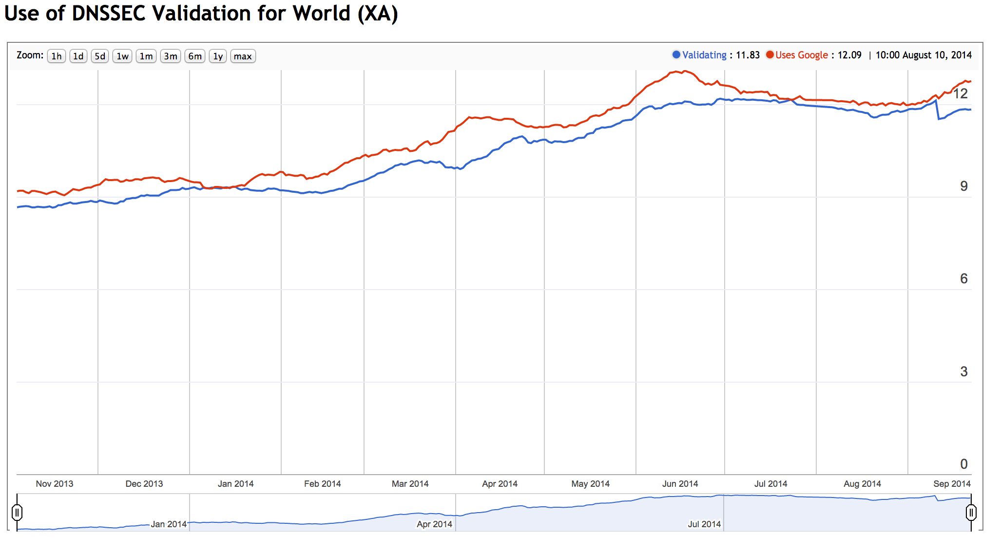 Use of DNSSEC Validation for World (XA)
Zoom: 1h 1d 5d 1w 1m 3m 6m 1y max Validating : 11.83 Uses Google : 12.09 | 10:00 August 10, 2014
12
9
6
3
0
Nov 2013 Dec 2013 Jan 2014 Feb 2014 Mar 2014 Apr 2014 May 2014 Jun 2014 Jul 2014 Aug 2014 Sep 2014
Jan 2014 Apr 2014 Jul 2014